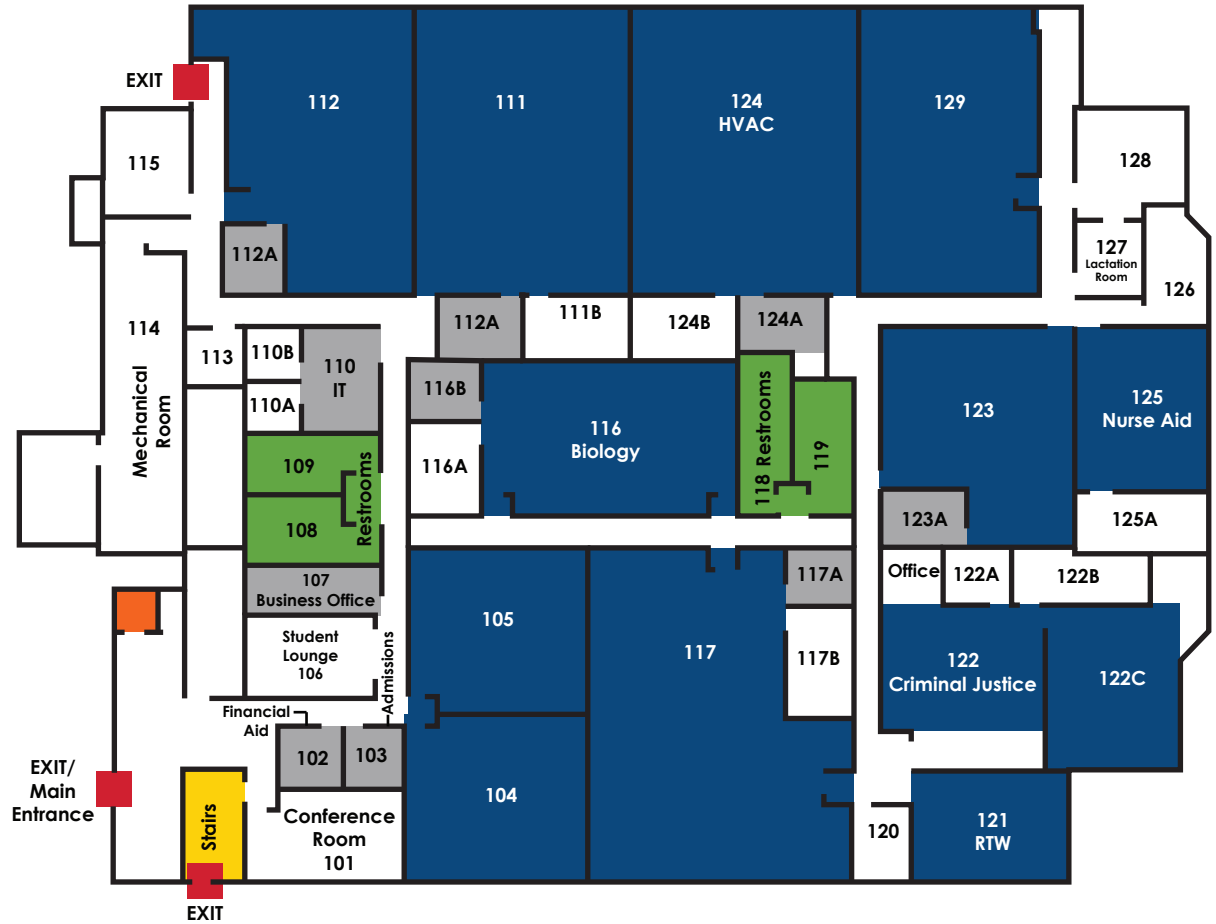 EXIT
112
111
124
HVAC
129
115
128
112A
127
Lactation
Room
126
112A
111B
124B
124A
114
Mechanical
Room
113
110B
110
IT
110A
116B
116
Biology
116A
118 Restrooms
119
123
125
Nurse Aid
109
Restrooms
108
123A
125A
107
Business Office
Office
122A
122B
117A
105
117
117B
Student
Lounge
106
Admissions
122
Criminal Justice
122C
Financial
Aid
102
103
EXIT/
Main
Entrance
Stairs
Conference
Room
101
104
120
121
RTW
EXIT